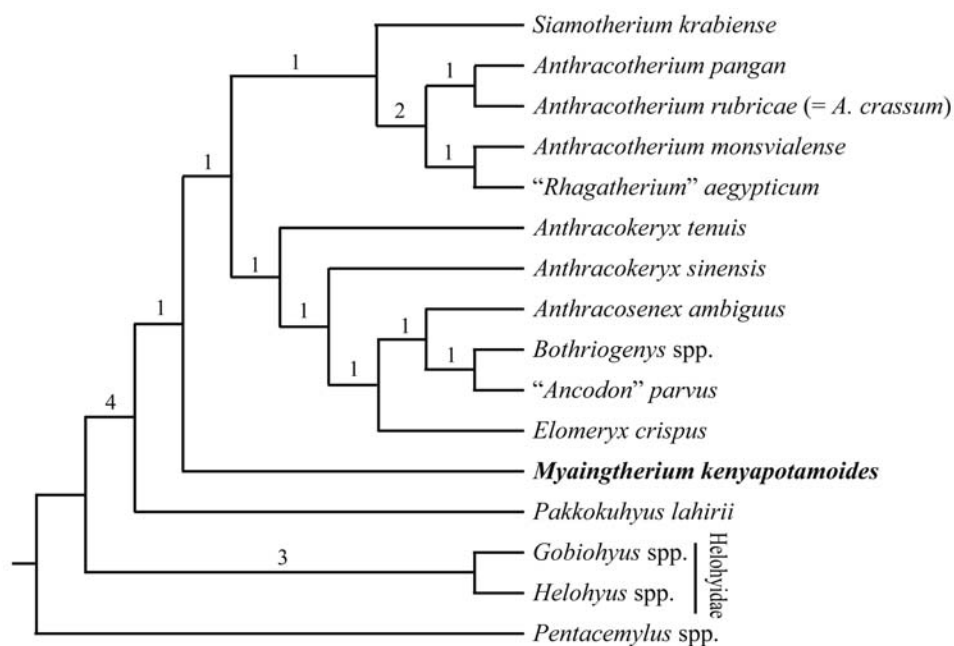 Siamotherium krabiense
1
1
Anthracotherium pangan
2
Anthracotherium rubricae (= A. crassum)
1
1
Anthracotherium monsvialense
“Rhagatherium” aegypticum
Anthracokeryx tenuis
1
Anthracokeryx sinensis
1
1
1
Anthracosenex ambiguus
Bothriogenys spp.
1
1
“Ancodon” parvus
4
Elomeryx crispus
Myaingtherium kenyapotamoides
Pakkokuhyus lahirii
3
Gobiohyus spp.
Helohyus spp.
Helohyidae
Pentacemylus spp.